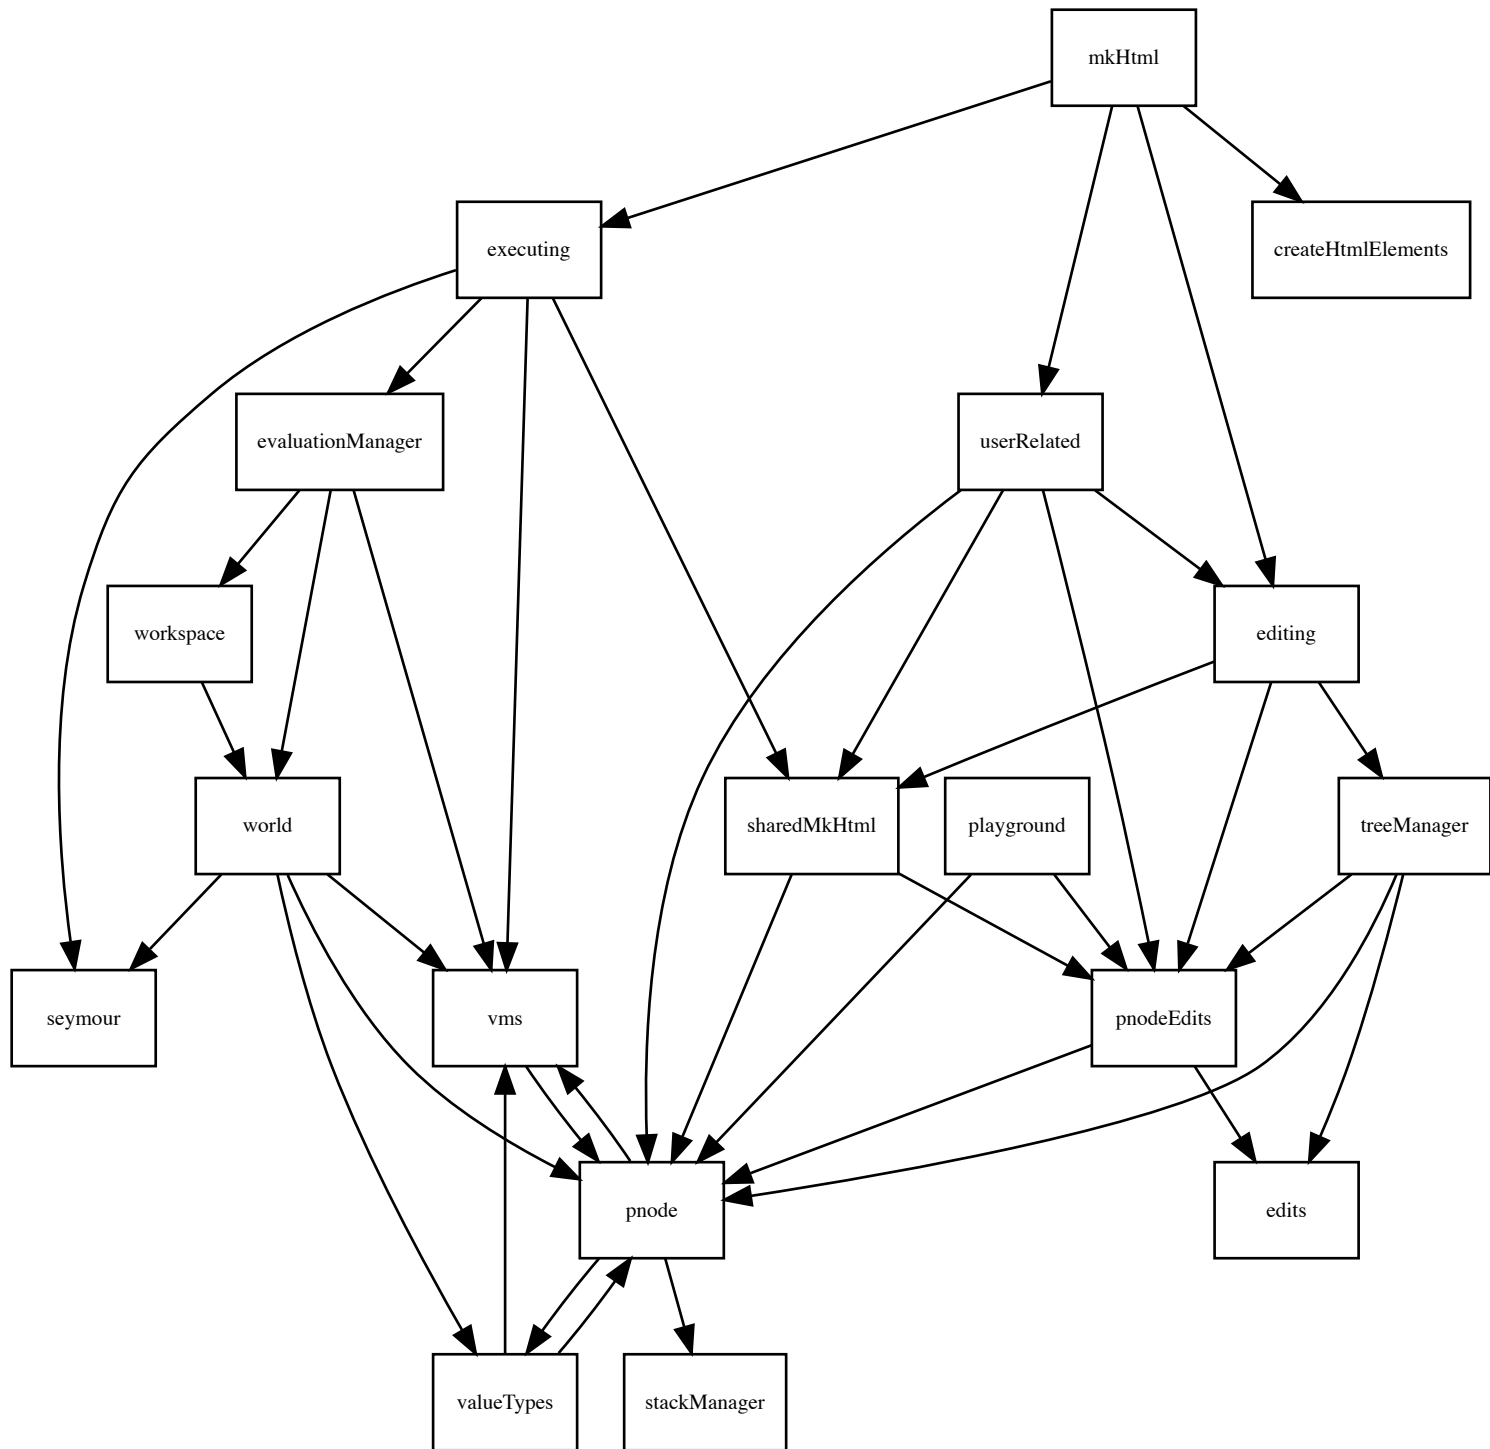 mkHtml
executing
createHtmlElements
evaluationManager
userRelated
workspace
editing
world
sharedMkHtml
playground
treeManager
seymour
vms
pnodeEdits
pnode
edits
valueTypes
stackManager